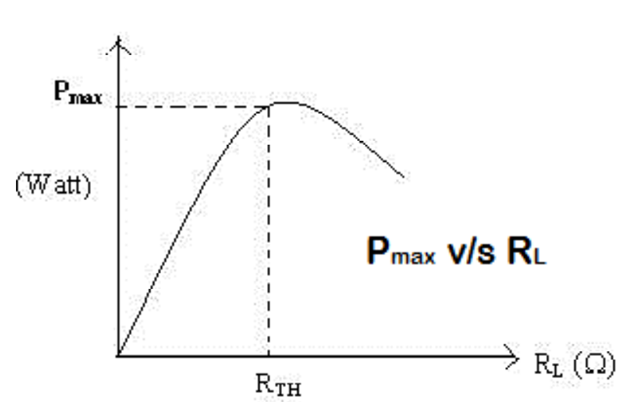 Pmax
(Watt)
Pmax v/s RL
RL (Ω)
RTH